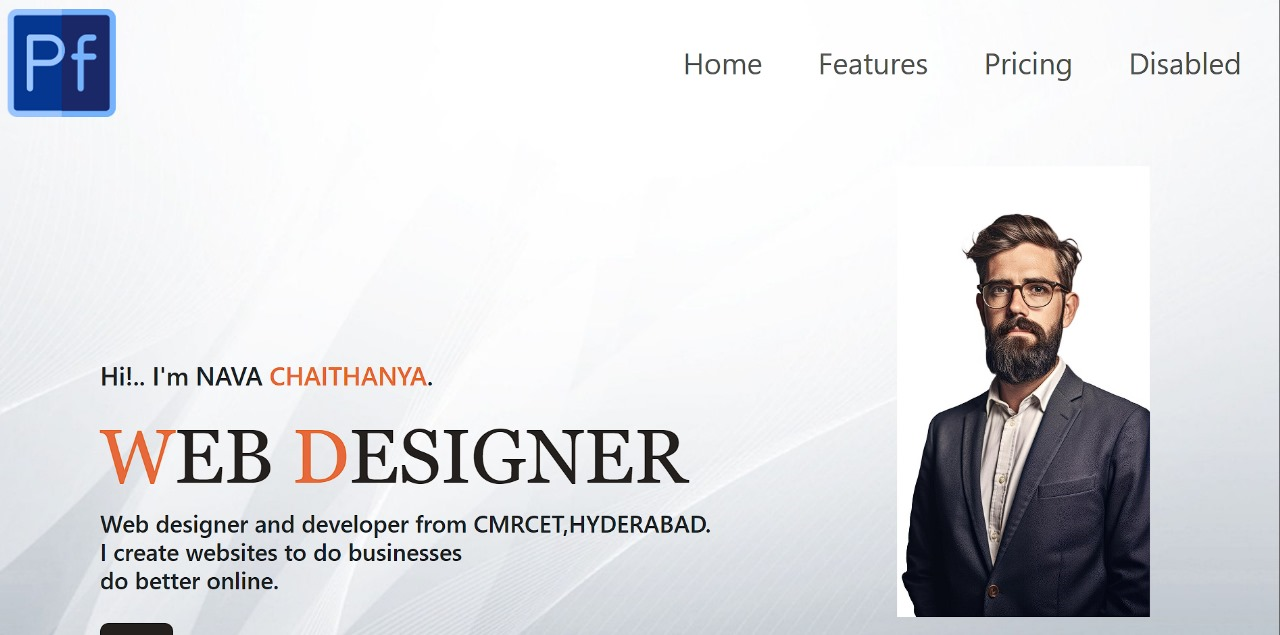 Pf
Home Features Pricing Disabled
Hi!.. I'm NAVA CHAITHANYA.
WEB DESIGNER
Web designer and developer from CMRCET,HYDERABAD.
I create websites to do businesses
do better online.